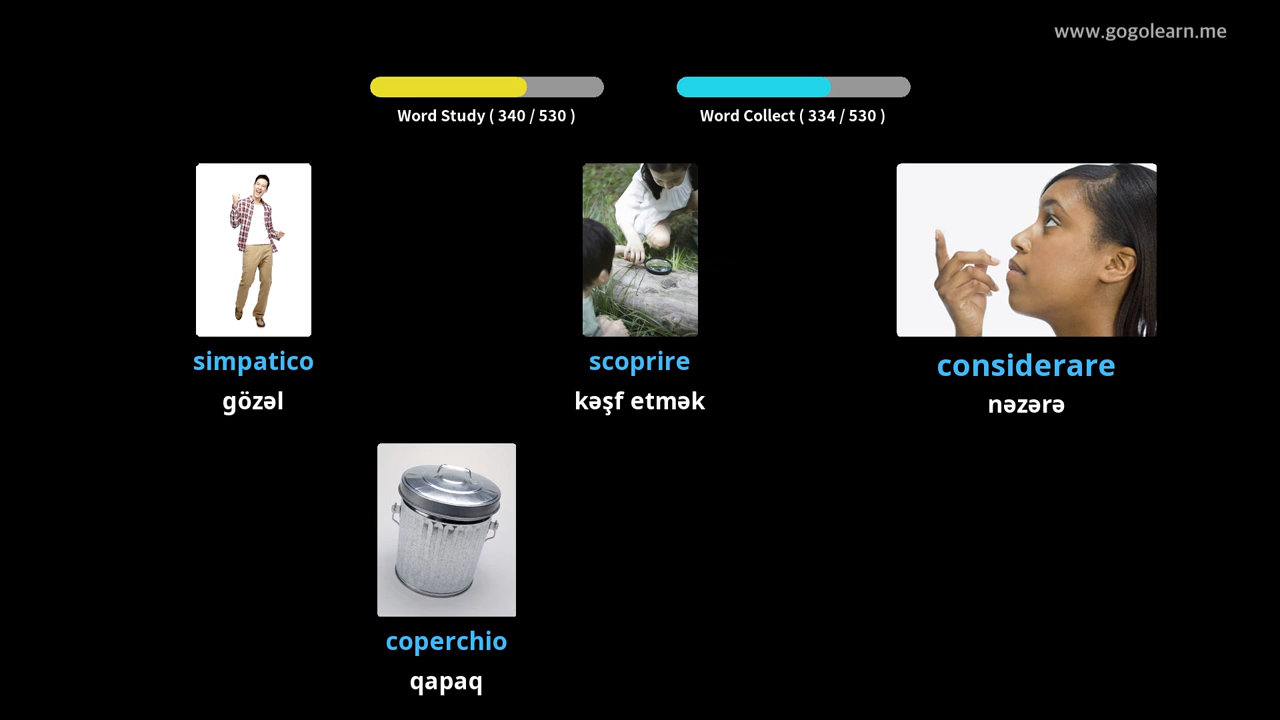 www.gogolearn.me
Word Study ( 340 / 530 )
Word Collect ( 334 / 530 )
simpatico
gözəl
scoprire
kəşf etmək
considerare
nəzərə
coperchio
qapaq